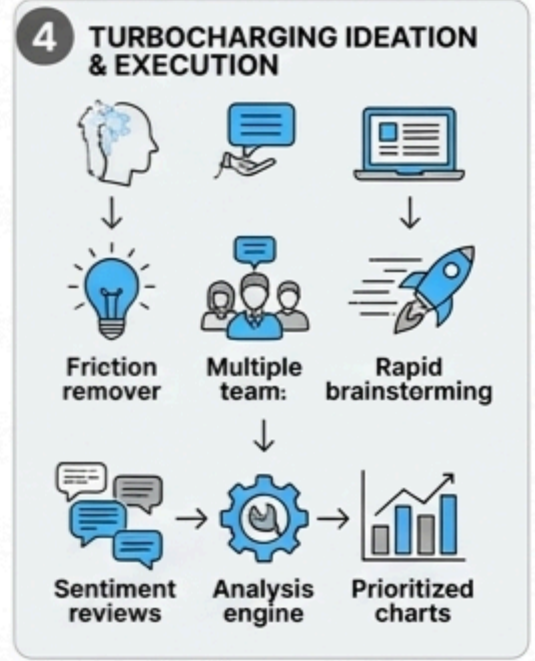 4
TURBOCHARGING IDEATION
& EXECUTION
Friction
remover
Multiple
team:
Rapid
brainstorming
Sentiment
reviews
Analysis
engine
Prioritized
charts